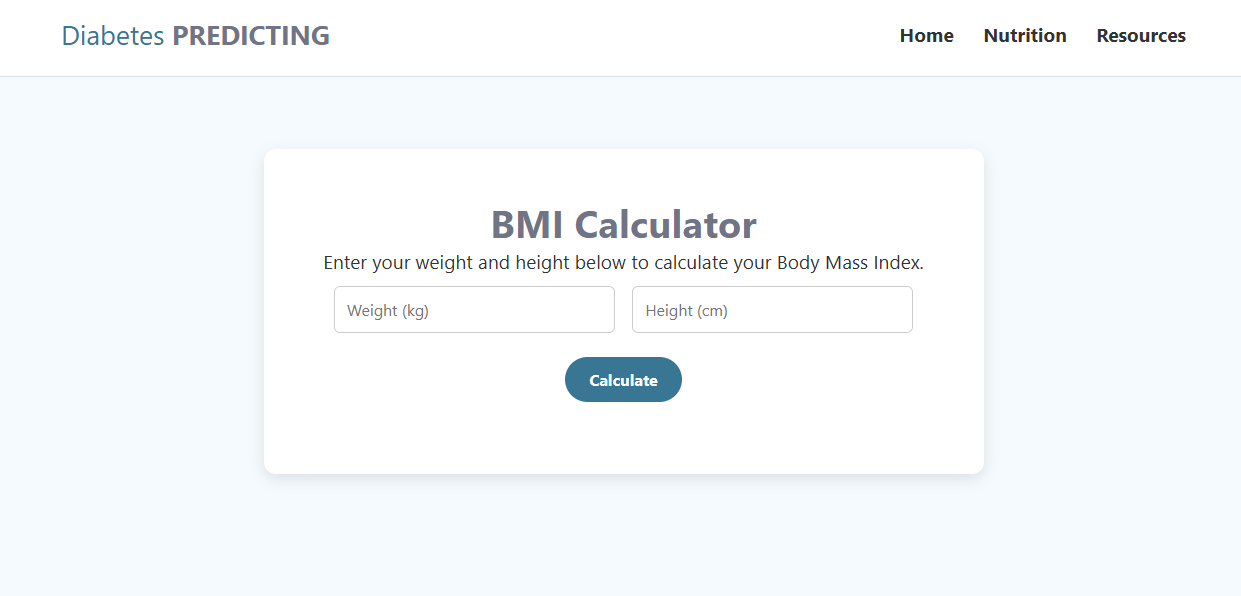 Diabetes PREDICTING
Home Nutrition Resources
BMI Calculator
Enter your weight and height below to calculate your Body Mass Index.
Weight (kg) Height (cm)
Calculate